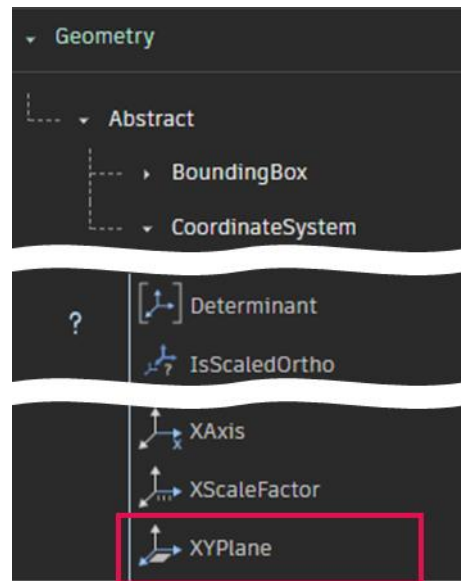 Geometry
Abstract
BoundingBox
CoordinateSystem
?
Determinant
IsScaledOrtho
XAxis
XScaleFactor
XYPlane